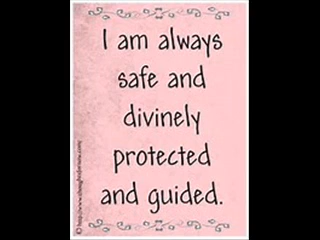 I am always
safe and
divinely
protected
and guided.